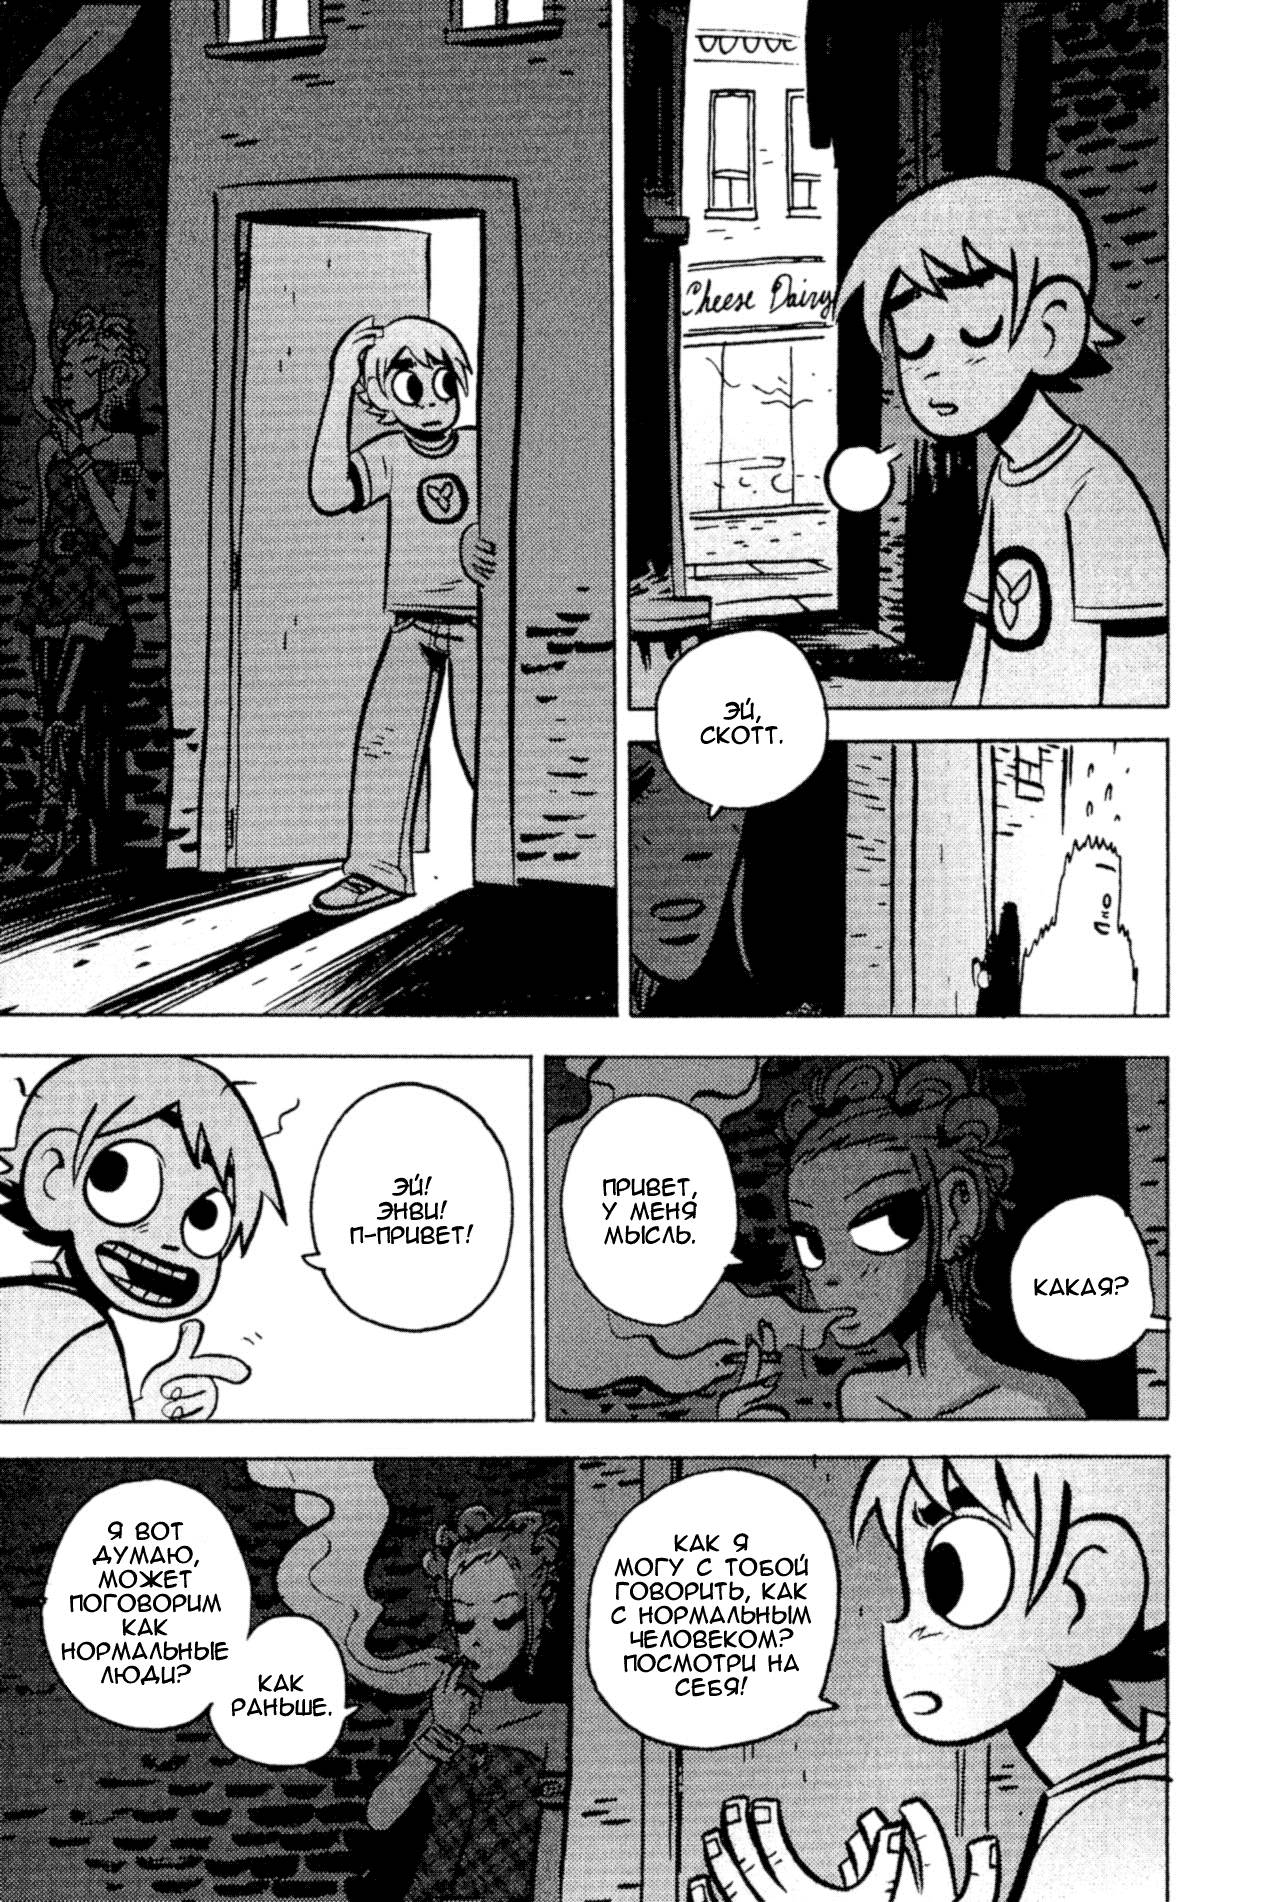 Cheese Dairy
ЭЙ,
СКОТТ.
ЭЙ!
ЭНВИ!
П-ПРИВЕТ!
ПРИВЕТ,
У МЕНЯ
МЫСЛЬ.
КАКАЯ?
Я ВОТ
ДУМАЮ,
МОЖЕТ
ПОГОВОРИМ
КАК
НОРМАЛЬНЫЕ
ЛЮДИ?
КАК
РАНЬШЕ.
КАК Я
МОГУ С ТОБОЙ
ГОВОРИТЬ, КАК
С НОРМАЛЬНЫМ
ЧЕЛОВЕКОМ?
ПОСМОТРИ НА
СЕБЯ!